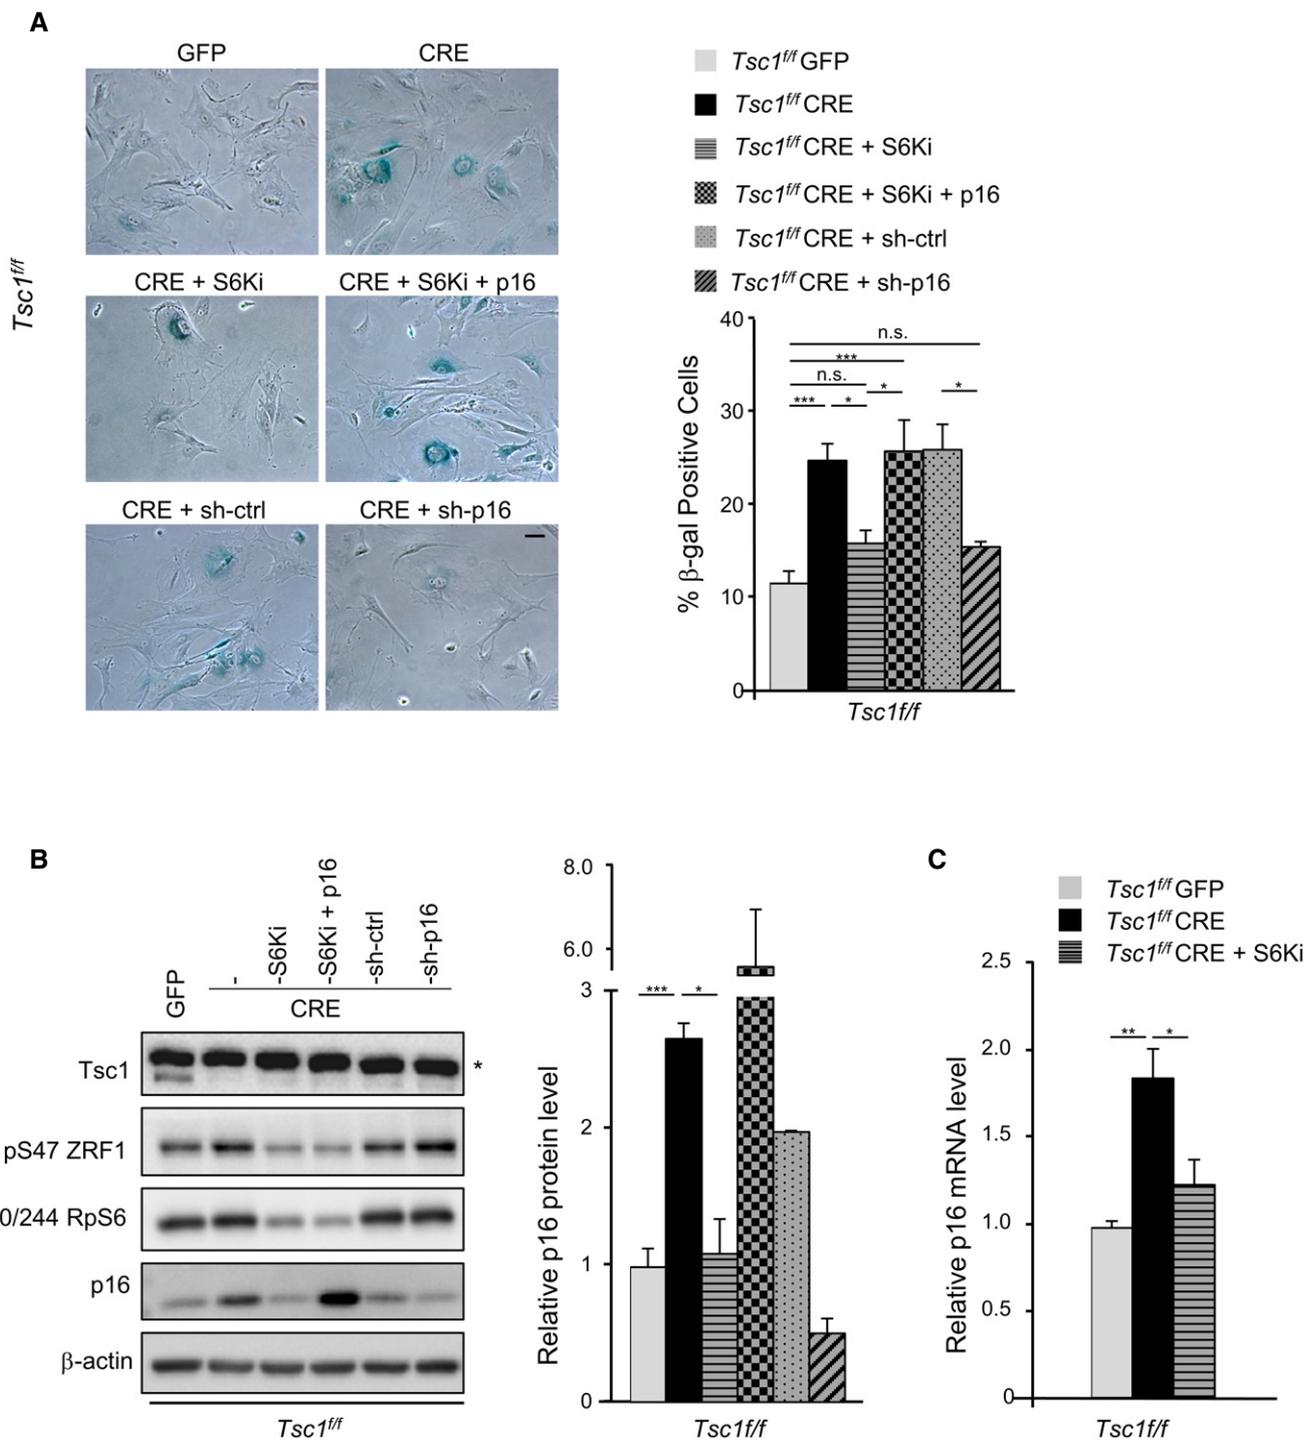 A
GFP
CRE
Tsc1f/f
CRE + S6Ki
CRE + S6Ki + p16
CRE + sh-ctrl
CRE + sh-p16
Tsc1f/f GFP
Tsc1f/f CRE
Tsc1f/f CRE + S6Ki
Tsc1f/f CRE + S6Ki + p16
Tsc1f/f CRE + sh-ctrl
Tsc1f/f CRE + sh-p16
% β-gal Positive Cells
40
30
20
10
0
n.s.
***
n.s.
*
*** *
*
Tsc1f/f
B
GFP
-
-S6Ki
-S6Ki + p16
-sh-ctrl
-sh-p16
CRE
Tsc1
*
pS47 ZRF1
0/244 RpS6
p16
β-actin
Tsc1f/f
Relative p16 protein level
8.0
6.0
3
2
1
0
*** *
Tsc1f/f
C
Tsc1f/f GFP
Tsc1f/f CRE
Tsc1f/f CRE + S6Ki
Relative p16 mRNA level
2.5
2.0
1.5
1.0
0.5
0
** *
Tsc1f/f